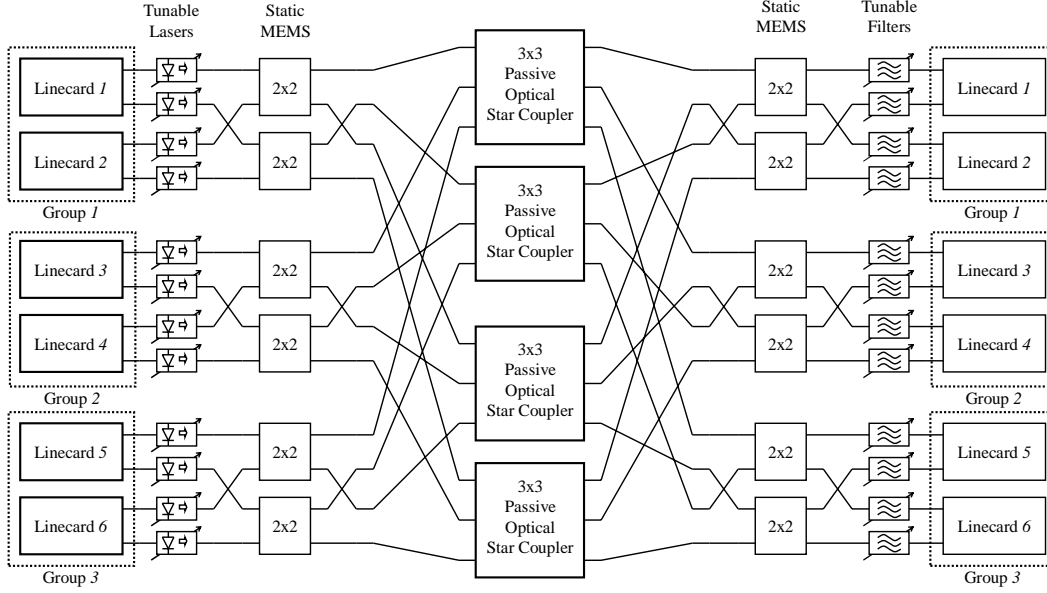 Tunable
Lasers
Static
MEMS
Static
MEMS
Tunable
Filters
3x3
Passive
Optical
Star Coupler
Linecard 1
2x2
2x2
Linecard 1
Linecard 2
2x2
2x2
Linecard 2
Group 1
Group 1
3x3
Passive
Optical
Star Coupler
Linecard 3
2x2
2x2
Linecard 3
Linecard 4
2x2
2x2
Linecard 4
Group 2
Group 2
3x3
Passive
Optical
Star Coupler
Linecard 5
2x2
2x2
Linecard 5
3x3
Passive
Optical
Star Coupler
Linecard 6
2x2
2x2
Linecard 6
Group 3
Group 3